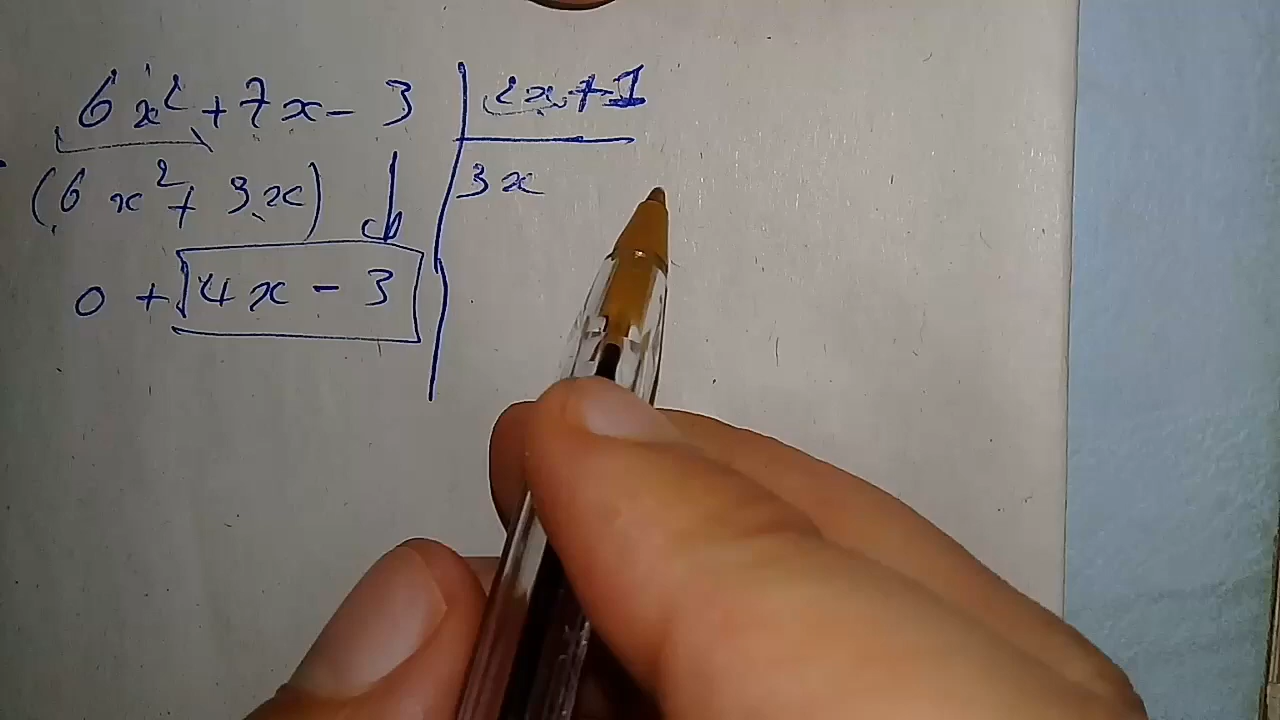 6x² + 7x - 3 | 2x + 1
(6x² + 3x) | 3x
0 + 4x - 3